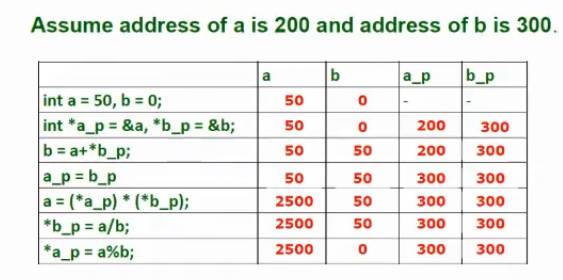 Assume address of a is 200 and address of b is 300.
a b a_p b_p
int a = 50, b = 0; 50 0 - -
int *a_p = &a, *b_p = &b; 50 0 200 300
b = a+*b_p; 50 50 200 300
a_p = b_p 50 50 300 300
a = (*a_p) * (*b_p); 2500 50 300 300
*b_p = a/b; 2500 50 300 300
*a_p = a%b; 2500 0 300 300